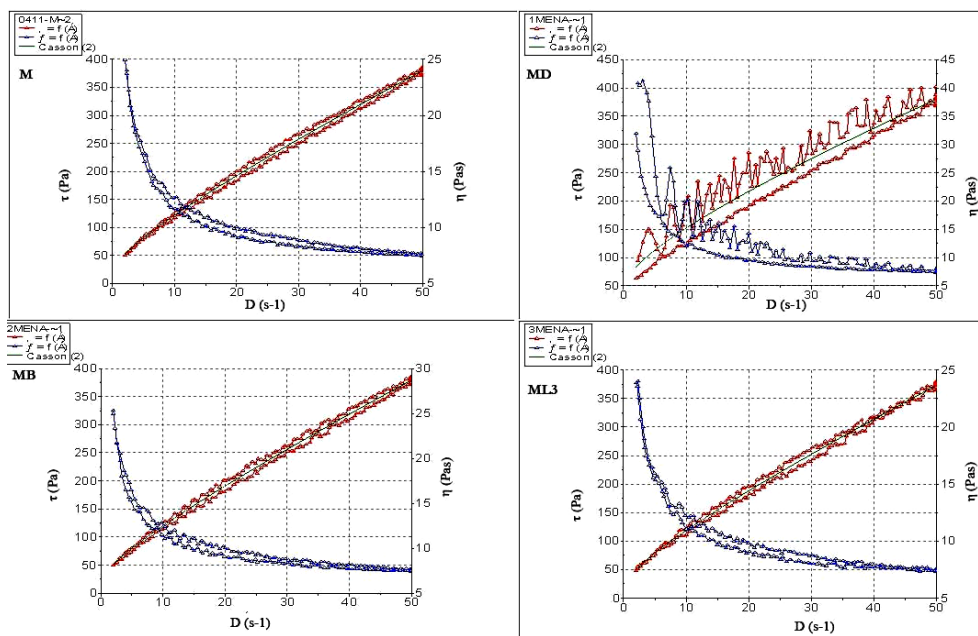 0411-M~2,
, = f (Á)
ƒ = f (Á)
Casson (2)
M
400 350 300 250 200 150 100 50 0
τ (Pa)
25 20 15 10 5
η (Pas)
0 10 20 30 40 50
D (s-1)
1MENA-~1
, = f (Á)
ƒ = f (Á)
Casson (2)
MD
450 400 350 300 250 200 150 100 50
τ (Pa)
45 40 35 30 25 20 15 10 5
η (Pas)
0 10 20 30 40 50
D (s-1)
2MENA-~1
, = f (Á)
ƒ = f (Á)
Casson (2)
MB
400 350 300 250 200 150 100 50 0
τ (Pa)
30 25 20 15 10 5
η (Pas)
0 10 20 30 40 50
D (s-1)
3MENA-~1
, = f (Á)
ƒ = f (Á)
Casson (2)
ML3
400 350 300 250 200 150 100 50 0
τ (Pa)
25 20 15 10 5
η (Pas)
0 10 20 30 40 50
D (s-1)